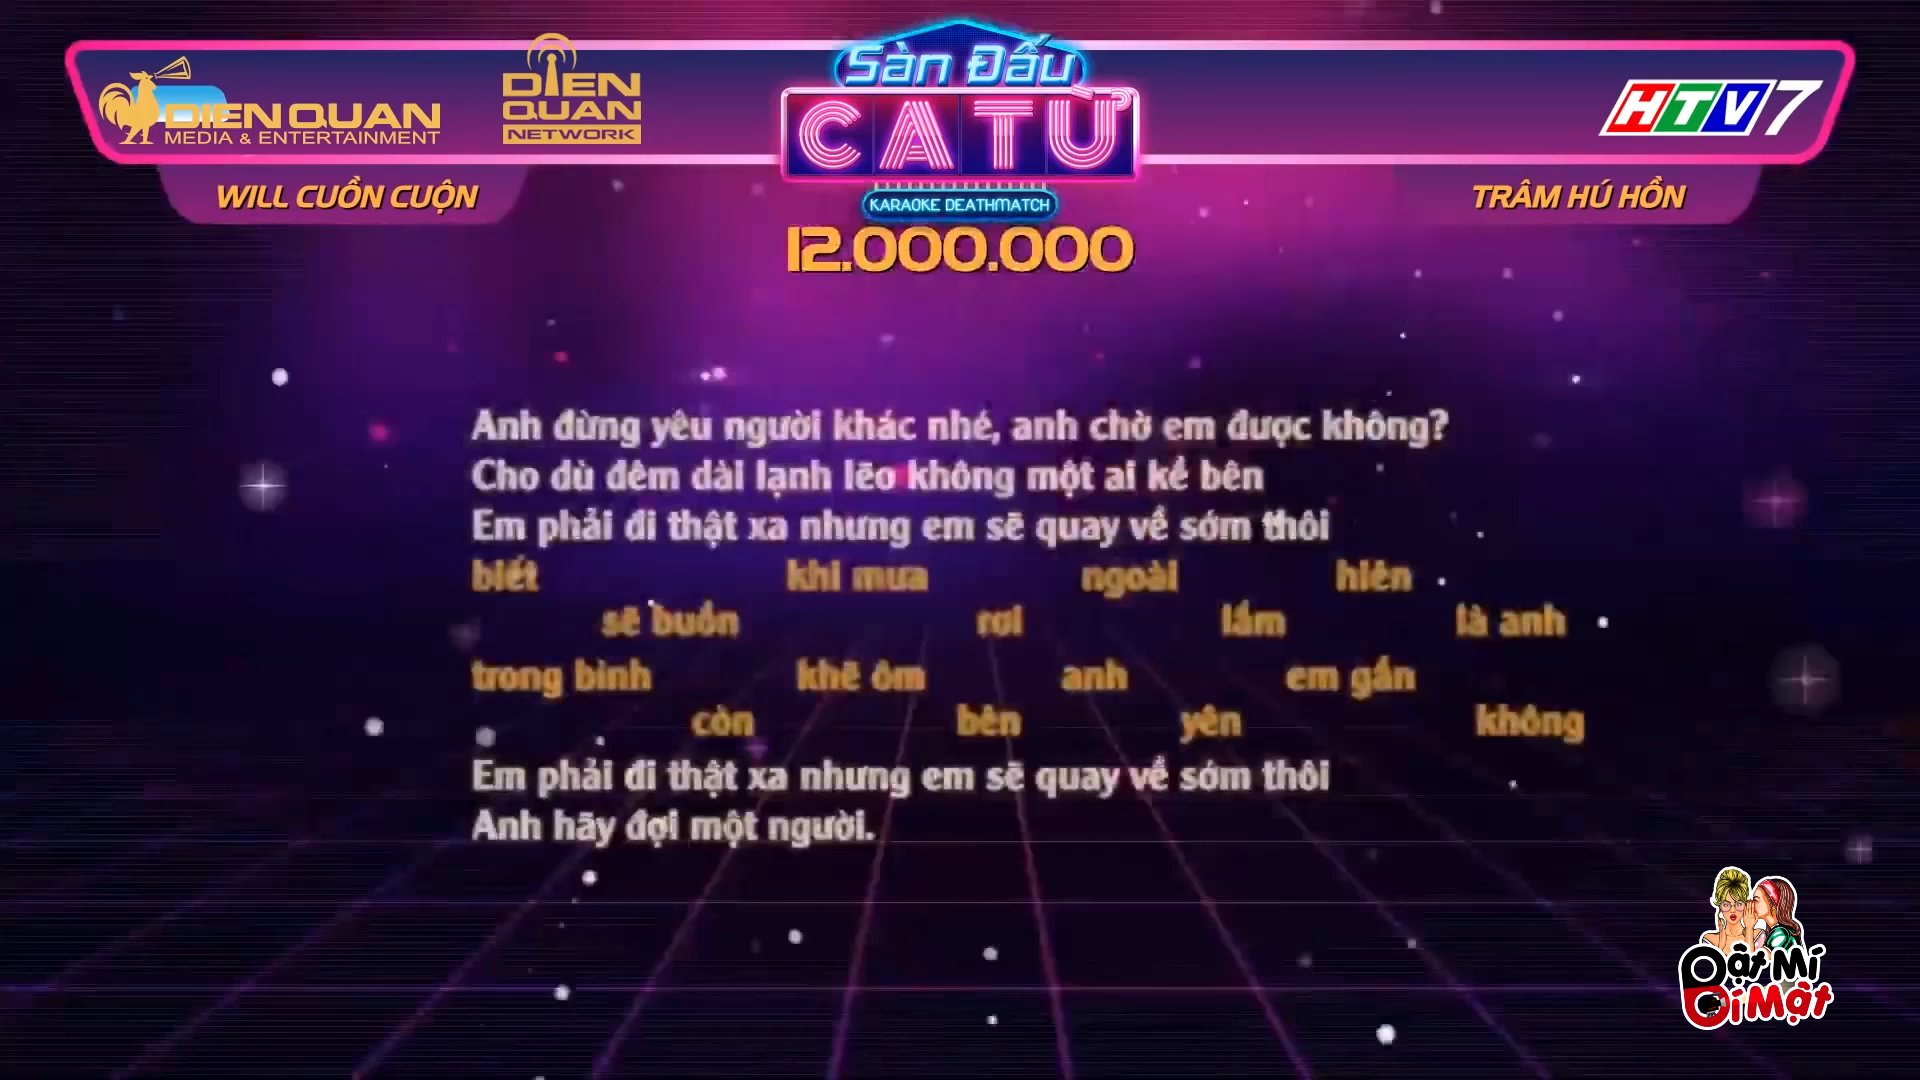 DIEN QUAN
MEDIA & ENTERTAINMENT
DIEN
QUAN
NETWORK
Sàn Đấu
CA TỪ
KARAOKE DEATHMATCH
HTV7
WILL CUỒN CUỘN
TRÂM HÚ HỒN
12.000.000
Anh đừng yêu người khác nhé, anh chờ em được không?
Cho dù đêm dài lạnh lẽo không một ai kề bên
Em phải đi thật xa nhưng em sẽ quay về sớm thôi
biết khi mưa ngoài hiên
sẽ buồn rơi lắm là anh
trong bình khẽ ôm anh em gần
còn bên yên không
Em phải đi thật xa nhưng em sẽ quay về sớm thôi
Anh hãy đợi một người.
Bật Mí
Bí Mật